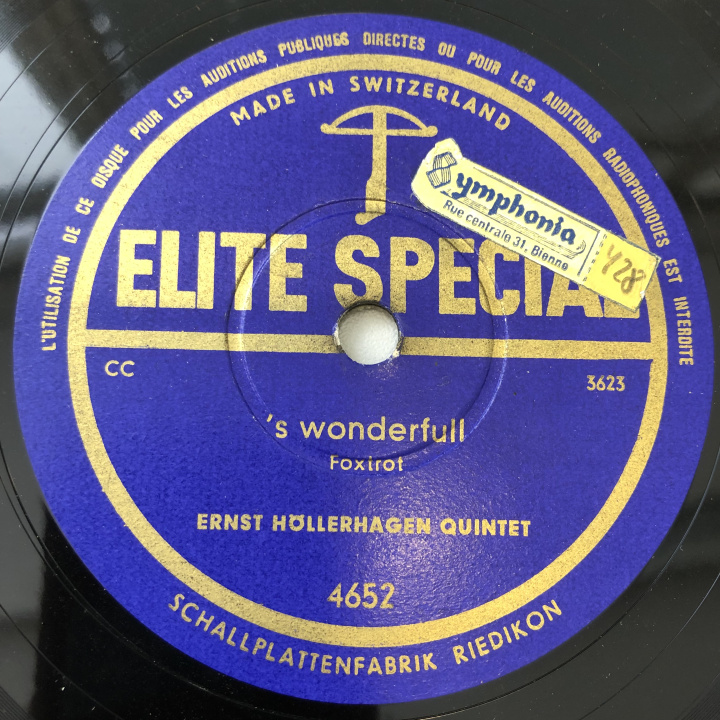 L'UTILISATION DE CE DISQUE POUR LES AUDITIONS PUBLIQUES DIRECTES OU POUR LES AUDITIONS RADIOPHONIQUES EST INTERDITE
MADE IN SWITZERLAND
Symphonia
Rue centrale 31, Bienne
428
ELITE SPECIAL
CC
3623
's wonderfull
Foxtrot
ERNST HÖLLERHAGEN QUINTET
4652
SCHALLPLATTENFABRIK RIEDIKON